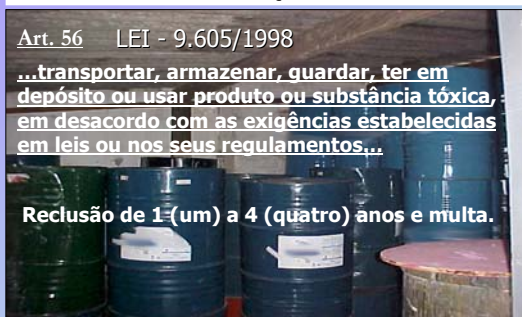 Art. 56 LEI - 9.605/1998
...transportar, armazenar, guardar, ter em
depósito ou usar produto ou substância tóxica,
em desacordo com as exigências estabelecidas
em leis ou nos seus regulamentos...
Reclusão de 1 (um) a 4 (quatro) anos e multa.